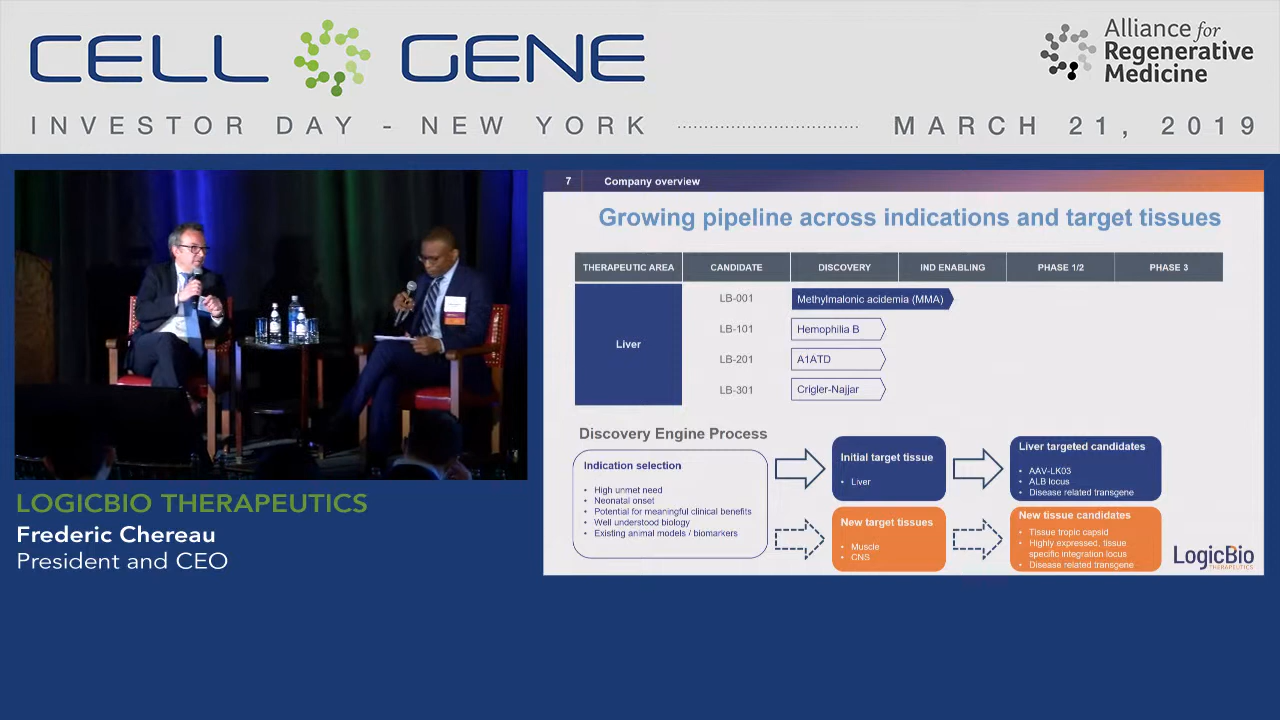 CELL GENE
Alliance for
Regenerative
Medicine
INVESTOR DAY - NEW YORK
MARCH 21, 2019
7 Company overview
Growing pipeline across indications and target tissues
THERAPEUTIC AREA CANDIDATE DISCOVERY IND ENABLING PHASE 1/2 PHASE 3
Liver
LB-001 Methylmalonic acidemia (MMA)
LB-101 Hemophilia B
LB-201 A1ATD
LB-301 Crigler-Najjar
Discovery Engine Process
Indication selection
• High unmet need
• Neonatal onset
• Potential for meaningful clinical benefits
• Well understood biology
• Existing animal models / biomarkers
Initial target tissue
• Liver
Liver targeted candidates
• AAV-LK03
• ALB locus
• Disease related transgene
New target tissues
• Muscle
• CNS
New tissue candidates
• Tissue tropic capsid
• Highly expressed, tissue
specific integration locus
• Disease related transgene
LogicBio
THERAPEUTICS
LOGICBIO THERAPEUTICS
Frederic Chereau
President and CEO